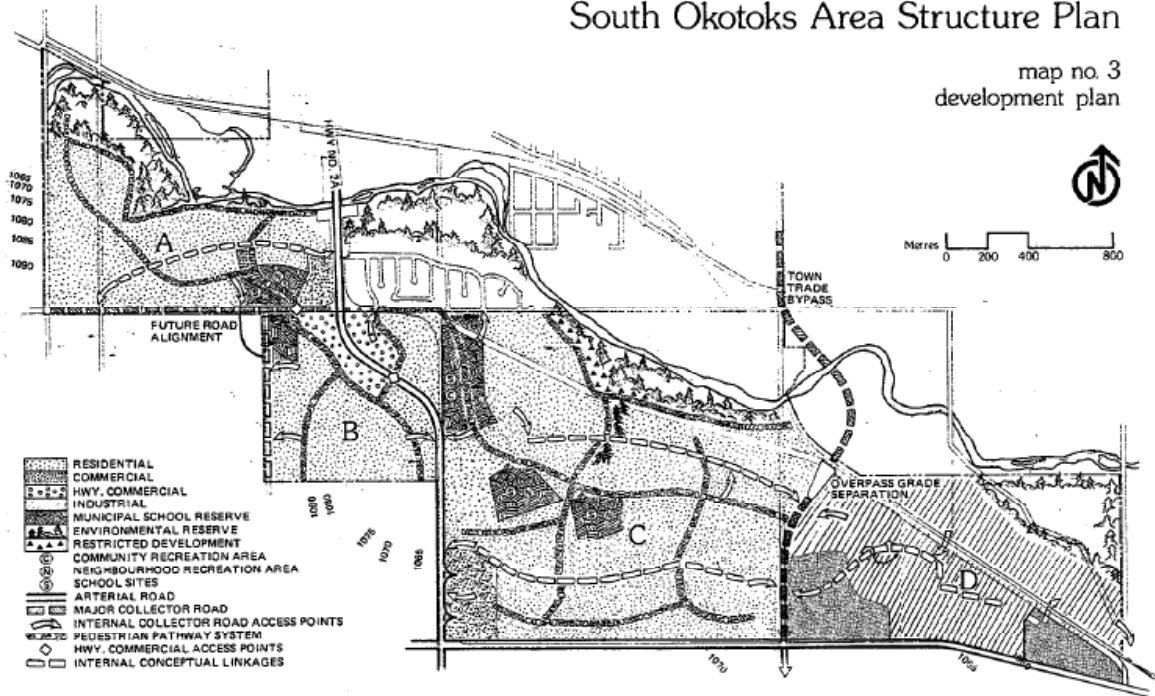 South Okotoks Area Structure Plan
map no. 3
development plan
N
Metres
0 200 400 800
HWY NO. 2A
1065
1070
1075
1080
1085
1090
A
TOWN
TRADE
BYPASS
FUTURE ROAD
ALIGNMENT
B
OVERPASS GRADE
SEPARATION
C
D
RESIDENTIAL
COMMERCIAL
HWY. COMMERCIAL
INDUSTRIAL
MUNICIPAL SCHOOL RESERVE
ENVIRONMENTAL RESERVE
RESTRICTED DEVELOPMENT
C COMMUNITY RECREATION AREA
N NEIGHBOURHOOD RECREATION AREA
S SCHOOL SITES
ARTERIAL ROAD
MAJOR COLLECTOR ROAD
INTERNAL COLLECTOR ROAD ACCESS POINTS
PEDESTRIAN PATHWAY SYSTEM
HWY. COMMERCIAL ACCESS POINTS
INTERNAL CONCEPTUAL LINKAGES
1075
1070
1070